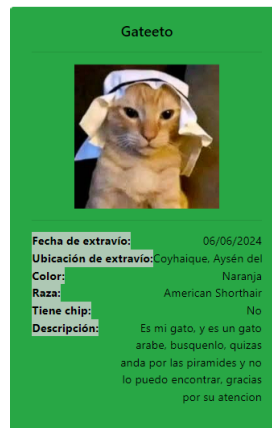 Gateeto
Fecha de extravío: 06/06/2024
Ubicación de extravío: Coyhaique, Aysén del
Color: Naranja
Raza: American Shorthair
Tiene chip: No
Descripción: Es mi gato, y es un gato
arabe, busquenlo, quizas
anda por las piramides y no
lo puedo encontrar, gracias
por su atencion